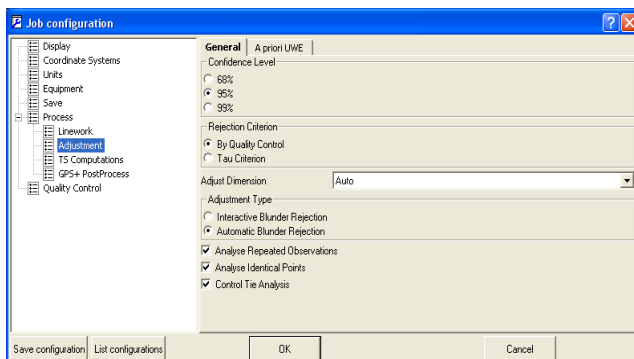 Job configuration
Display
Coordinate Systems
Units
Equipment
Save
Process
Linework
Adjustment
TS Computations
GPS+ PostProcess
Quality Control
General
A priori UWE
Confidence Level
68%
95%
99%
Rejection Criterion
By Quality Control
Tau Criterion
Adjust Dimension
Auto
Adjustment Type
Interactive Blunder Rejection
Automatic Blunder Rejection
Analyse Repeated Observations
Analyse Identical Points
Control Tie Analysis
Save configuration
List configurations
OK
Cancel